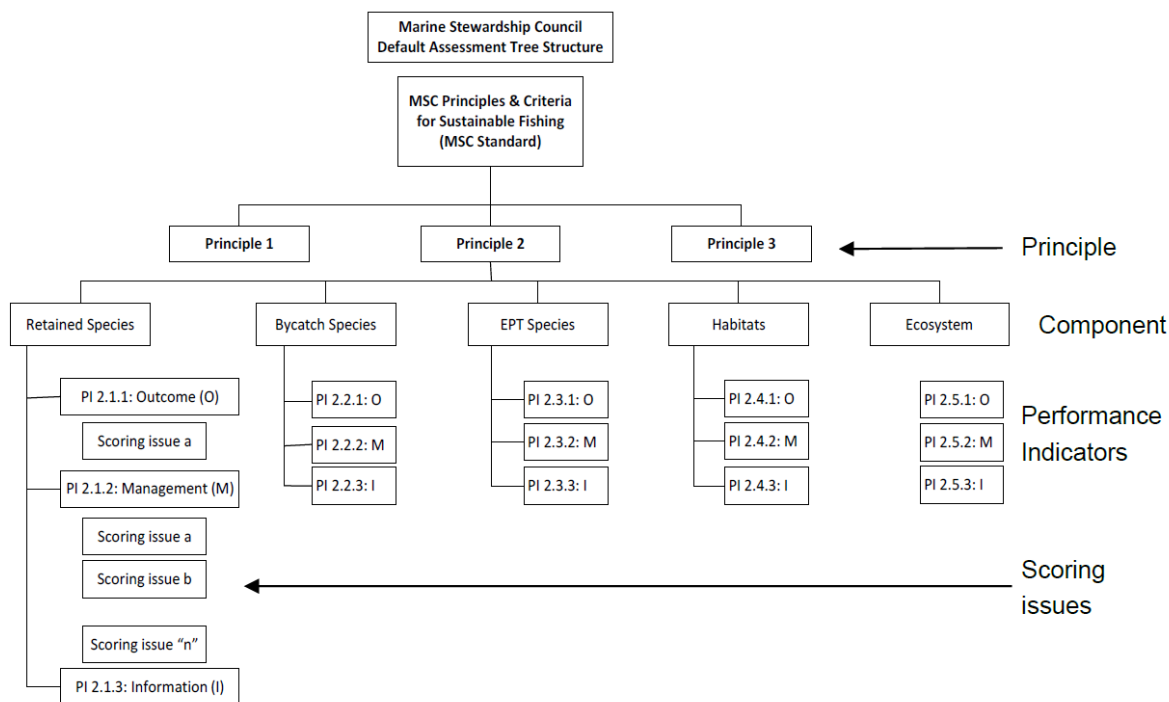 Marine Stewardship Council
Default Assessment Tree Structure
MSC Principles & Criteria
for Sustainable Fishing
(MSC Standard)
Principle 1
Principle 2
Principle 3
Principle
Retained Species
Bycatch Species
EPT Species
Habitats
Ecosystem
Component
PI 2.1.1: Outcome (O)
Scoring issue a
PI 2.1.2: Management (M)
Scoring issue a
Scoring issue b
Scoring issue “n”
PI 2.1.3: Information (I)
PI 2.2.1: O
PI 2.2.2: M
PI 2.2.3: I
PI 2.3.1: O
PI 2.3.2: M
PI 2.3.3: I
PI 2.4.1: O
PI 2.4.2: M
PI 2.4.3: I
PI 2.5.1: O
PI 2.5.2: M
PI 2.5.3: I
Performance
Indicators
Scoring
issues